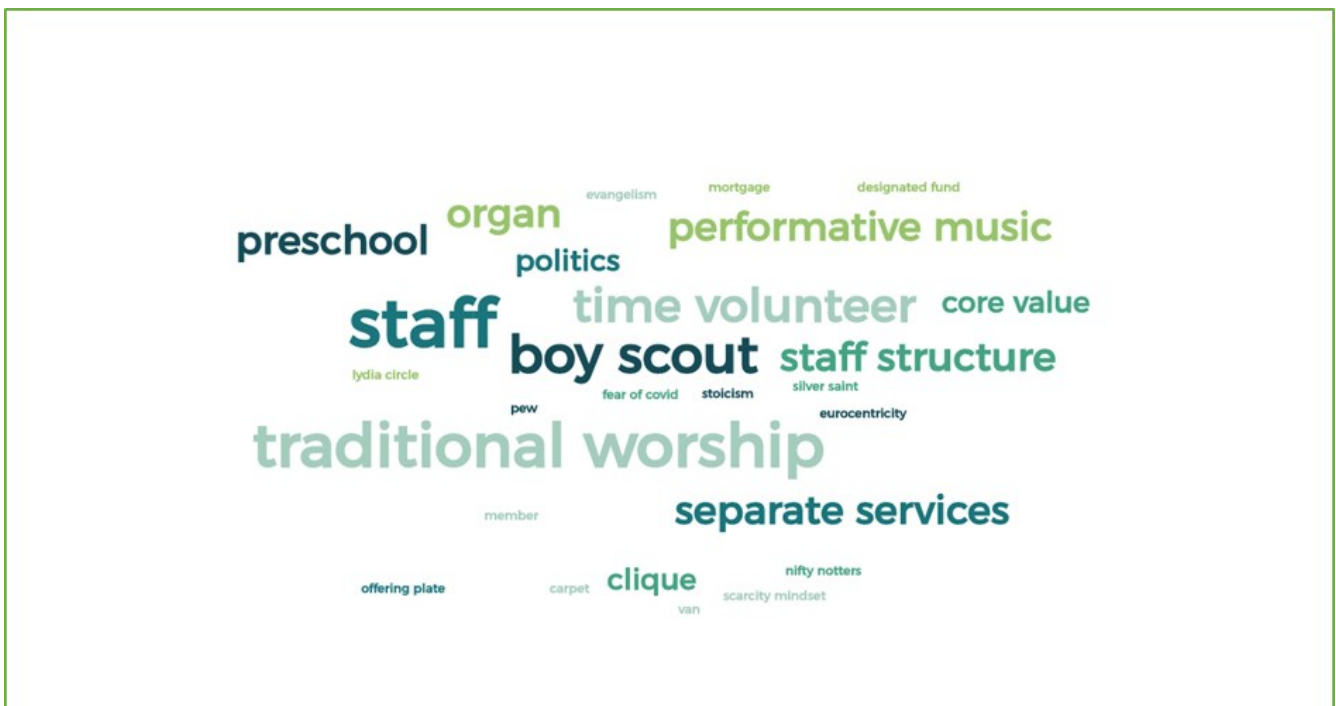 mortgage
designated fund
evangelism
organ
performative music
preschool
politics
time volunteer
core value
staff
boy scout
staff structure
lydia circle
silver saint
fear of covid
stoicism
pew
eurocentricity
traditional worship
separate services
member
nifty notters
clique
offering plate
carpet
scarcity mindset
van